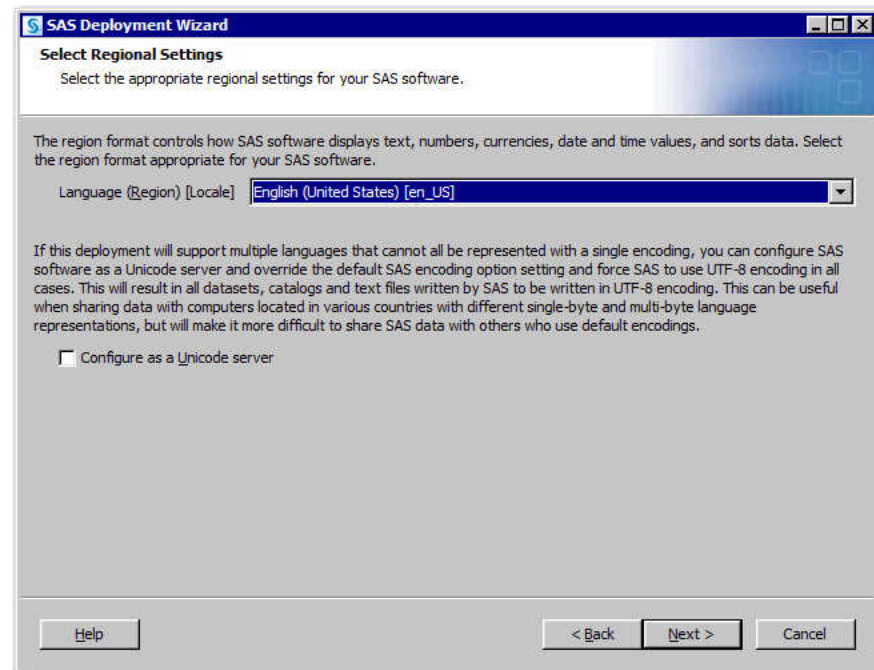 SAS Deployment Wizard
Select Regional Settings
Select the appropriate regional settings for your SAS software.
The region format controls how SAS software displays text, numbers, currencies, date and time values, and sorts data. Select
the region format appropriate for your SAS software.
Language (Region) [Locale] English (United States) [en_US]
If this deployment will support multiple languages that cannot all be represented with a single encoding, you can configure SAS
software as a Unicode server and override the default SAS encoding option setting and force SAS to use UTF-8 encoding in all
cases. This will result in all datasets, catalogs and text files written by SAS to be written in UTF-8 encoding. This can be useful
when sharing data with computers located in various countries with different single-byte and multi-byte language
representations, but will make it more difficult to share SAS data with others who use default encodings.
Configure as a Unicode server
Help < Back Next > Cancel